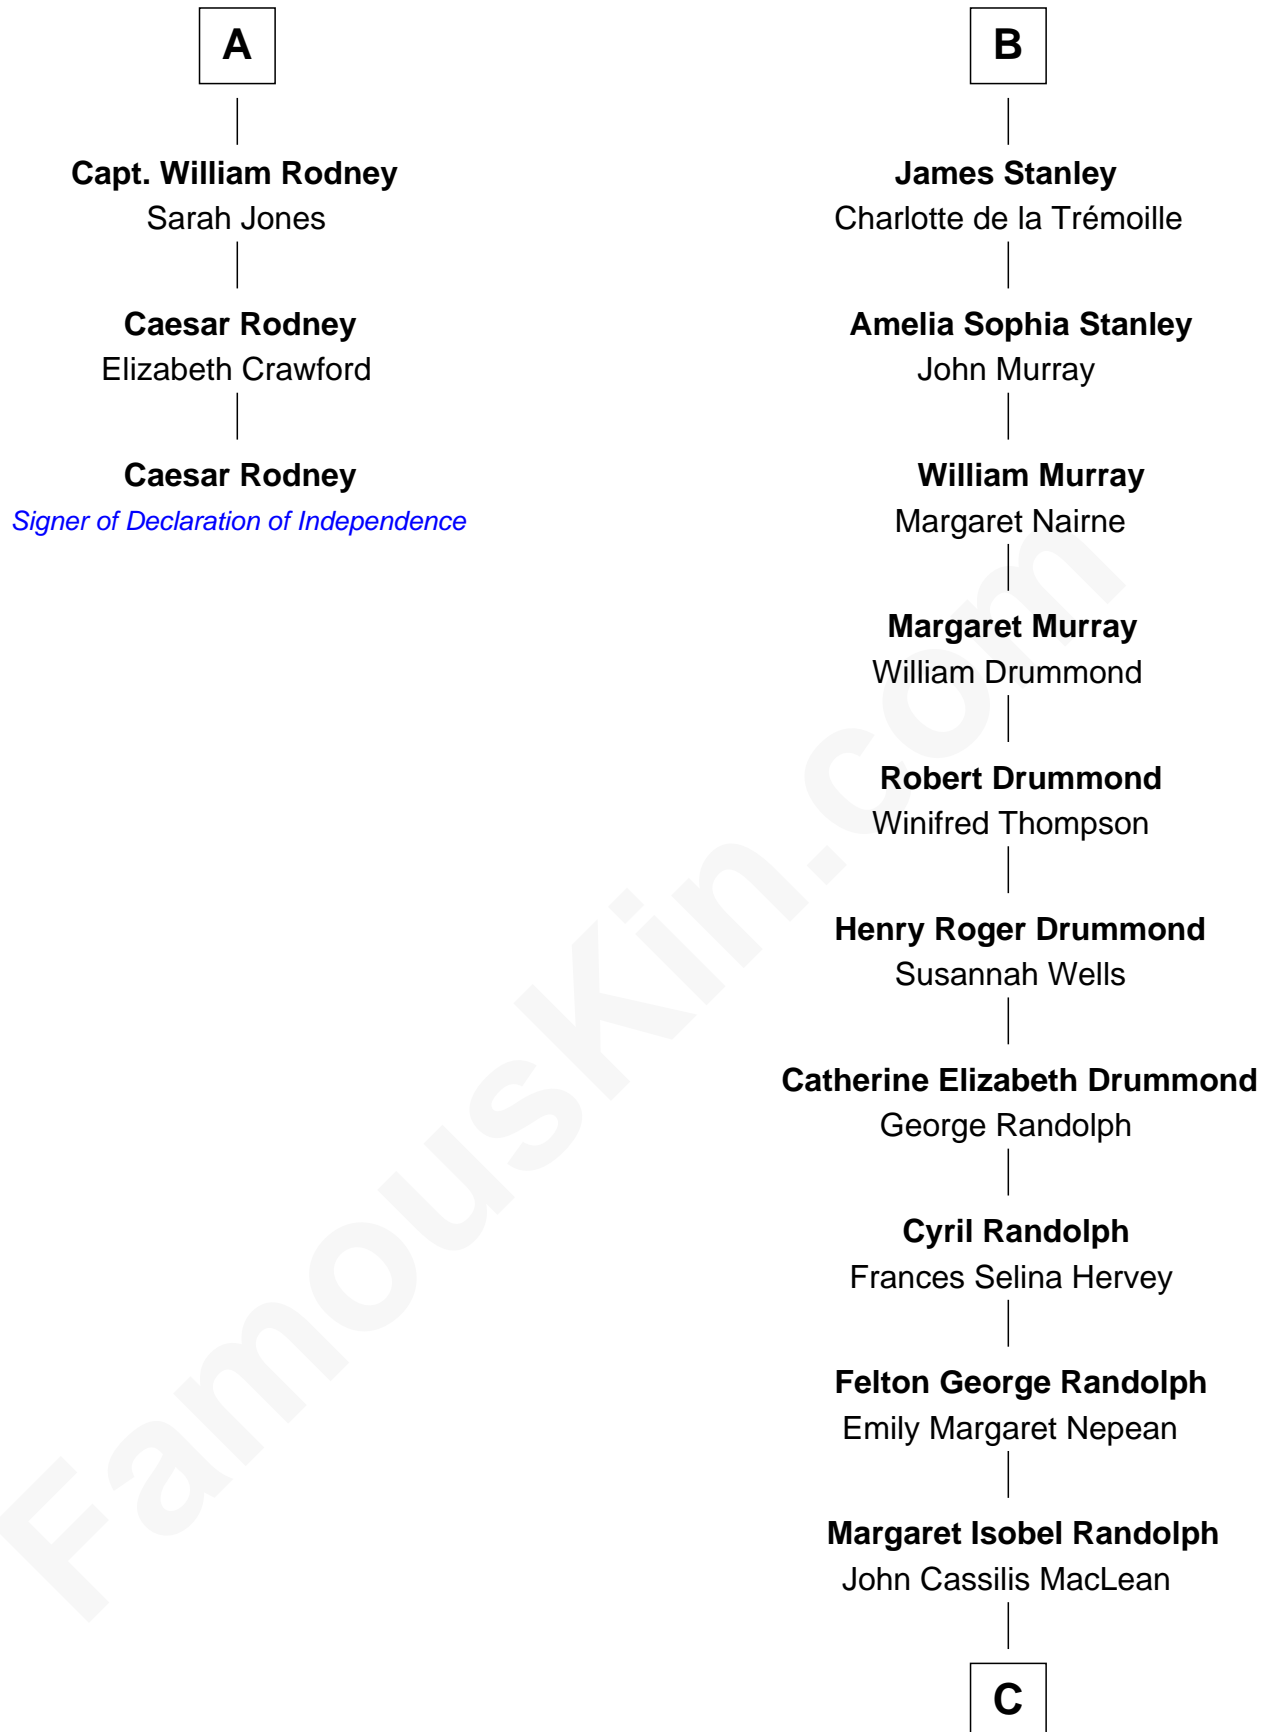 A
Capt. William Rodney
Sarah Jones
Caesar Rodney
Elizabeth Crawford
Caesar Rodney
Signer of Declaration of Independence
B
James Stanley
Charlotte de la Trémoille
Amelia Sophia Stanley
John Murray
William Murray
Margaret Nairne
Margaret Murray
William Drummond
Robert Drummond
Winifred Thompson
Henry Roger Drummond
Susannah Wells
Catherine Elizabeth Drummond
George Randolph
Cyril Randolph
Frances Selina Hervey
Felton George Randolph
Emily Margaret Nepean
Margaret Isobel Randolph
John Cassilis MacLean
C
FamousKin.com